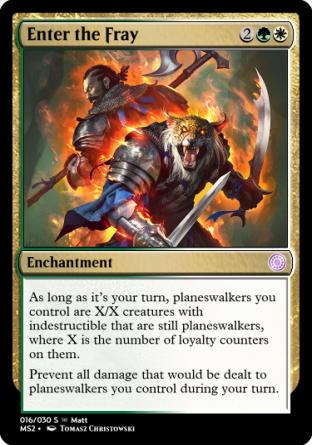 Enter the Fray 2
Enchantment
As long as it's your turn, planeswalkers you
control are X/X creatures with
indestructible that are still planeswalkers,
where X is the number of loyalty counters
on them.
Prevent all damage that would be dealt to
planeswalkers you control during your turn.
016/030 S Matt
MS2 • Tomasz Christowski